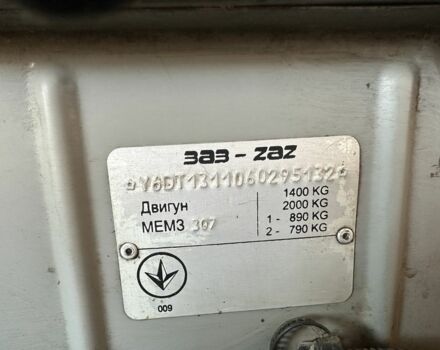 ЗАЗ - ZAZ
Y6DT1311060295132
1400 KG
Двигун 2000 KG
МЕМЗ 307 1 - 890 KG
2 - 790 KG
009